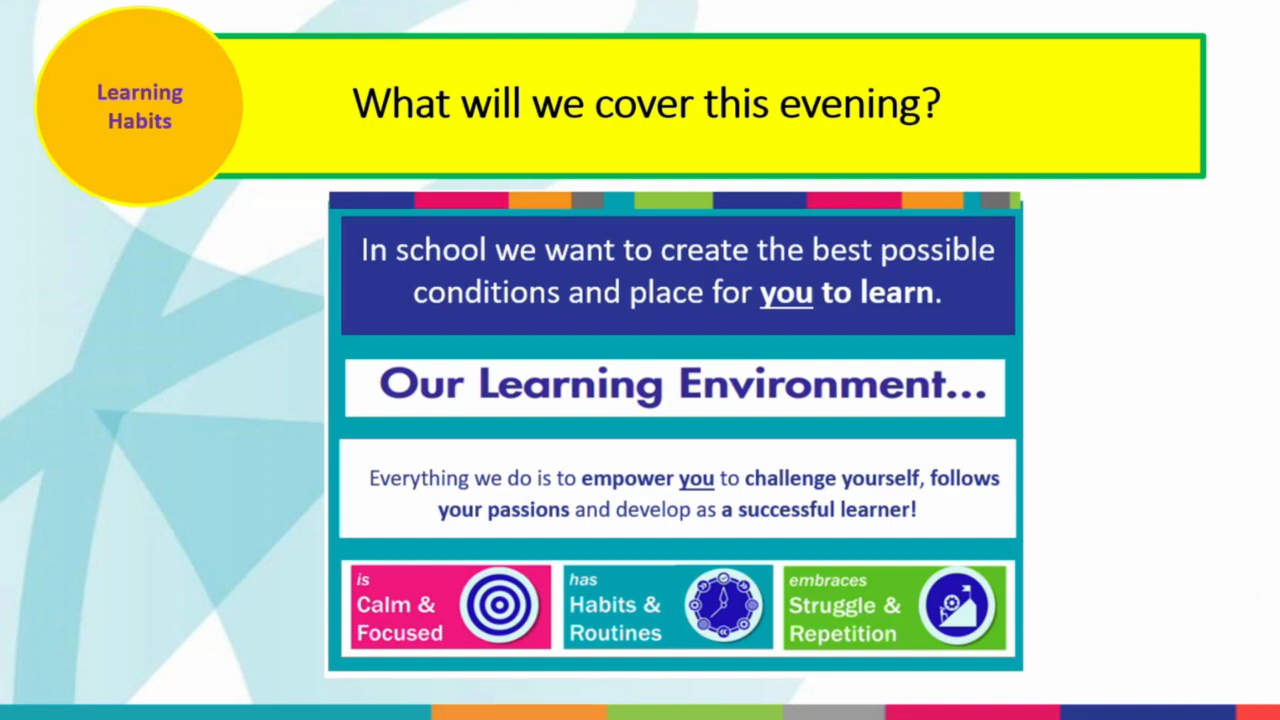 Learning
Habits
What will we cover this evening?
In school we want to create the best possible
conditions and place for you to learn.
Our Learning Environment...
Everything we do is to empower you to challenge yourself, follows
your passions and develop as a successful learner!
is
Calm &
Focused
has
Habits &
Routines
embraces
Struggle &
Repetition